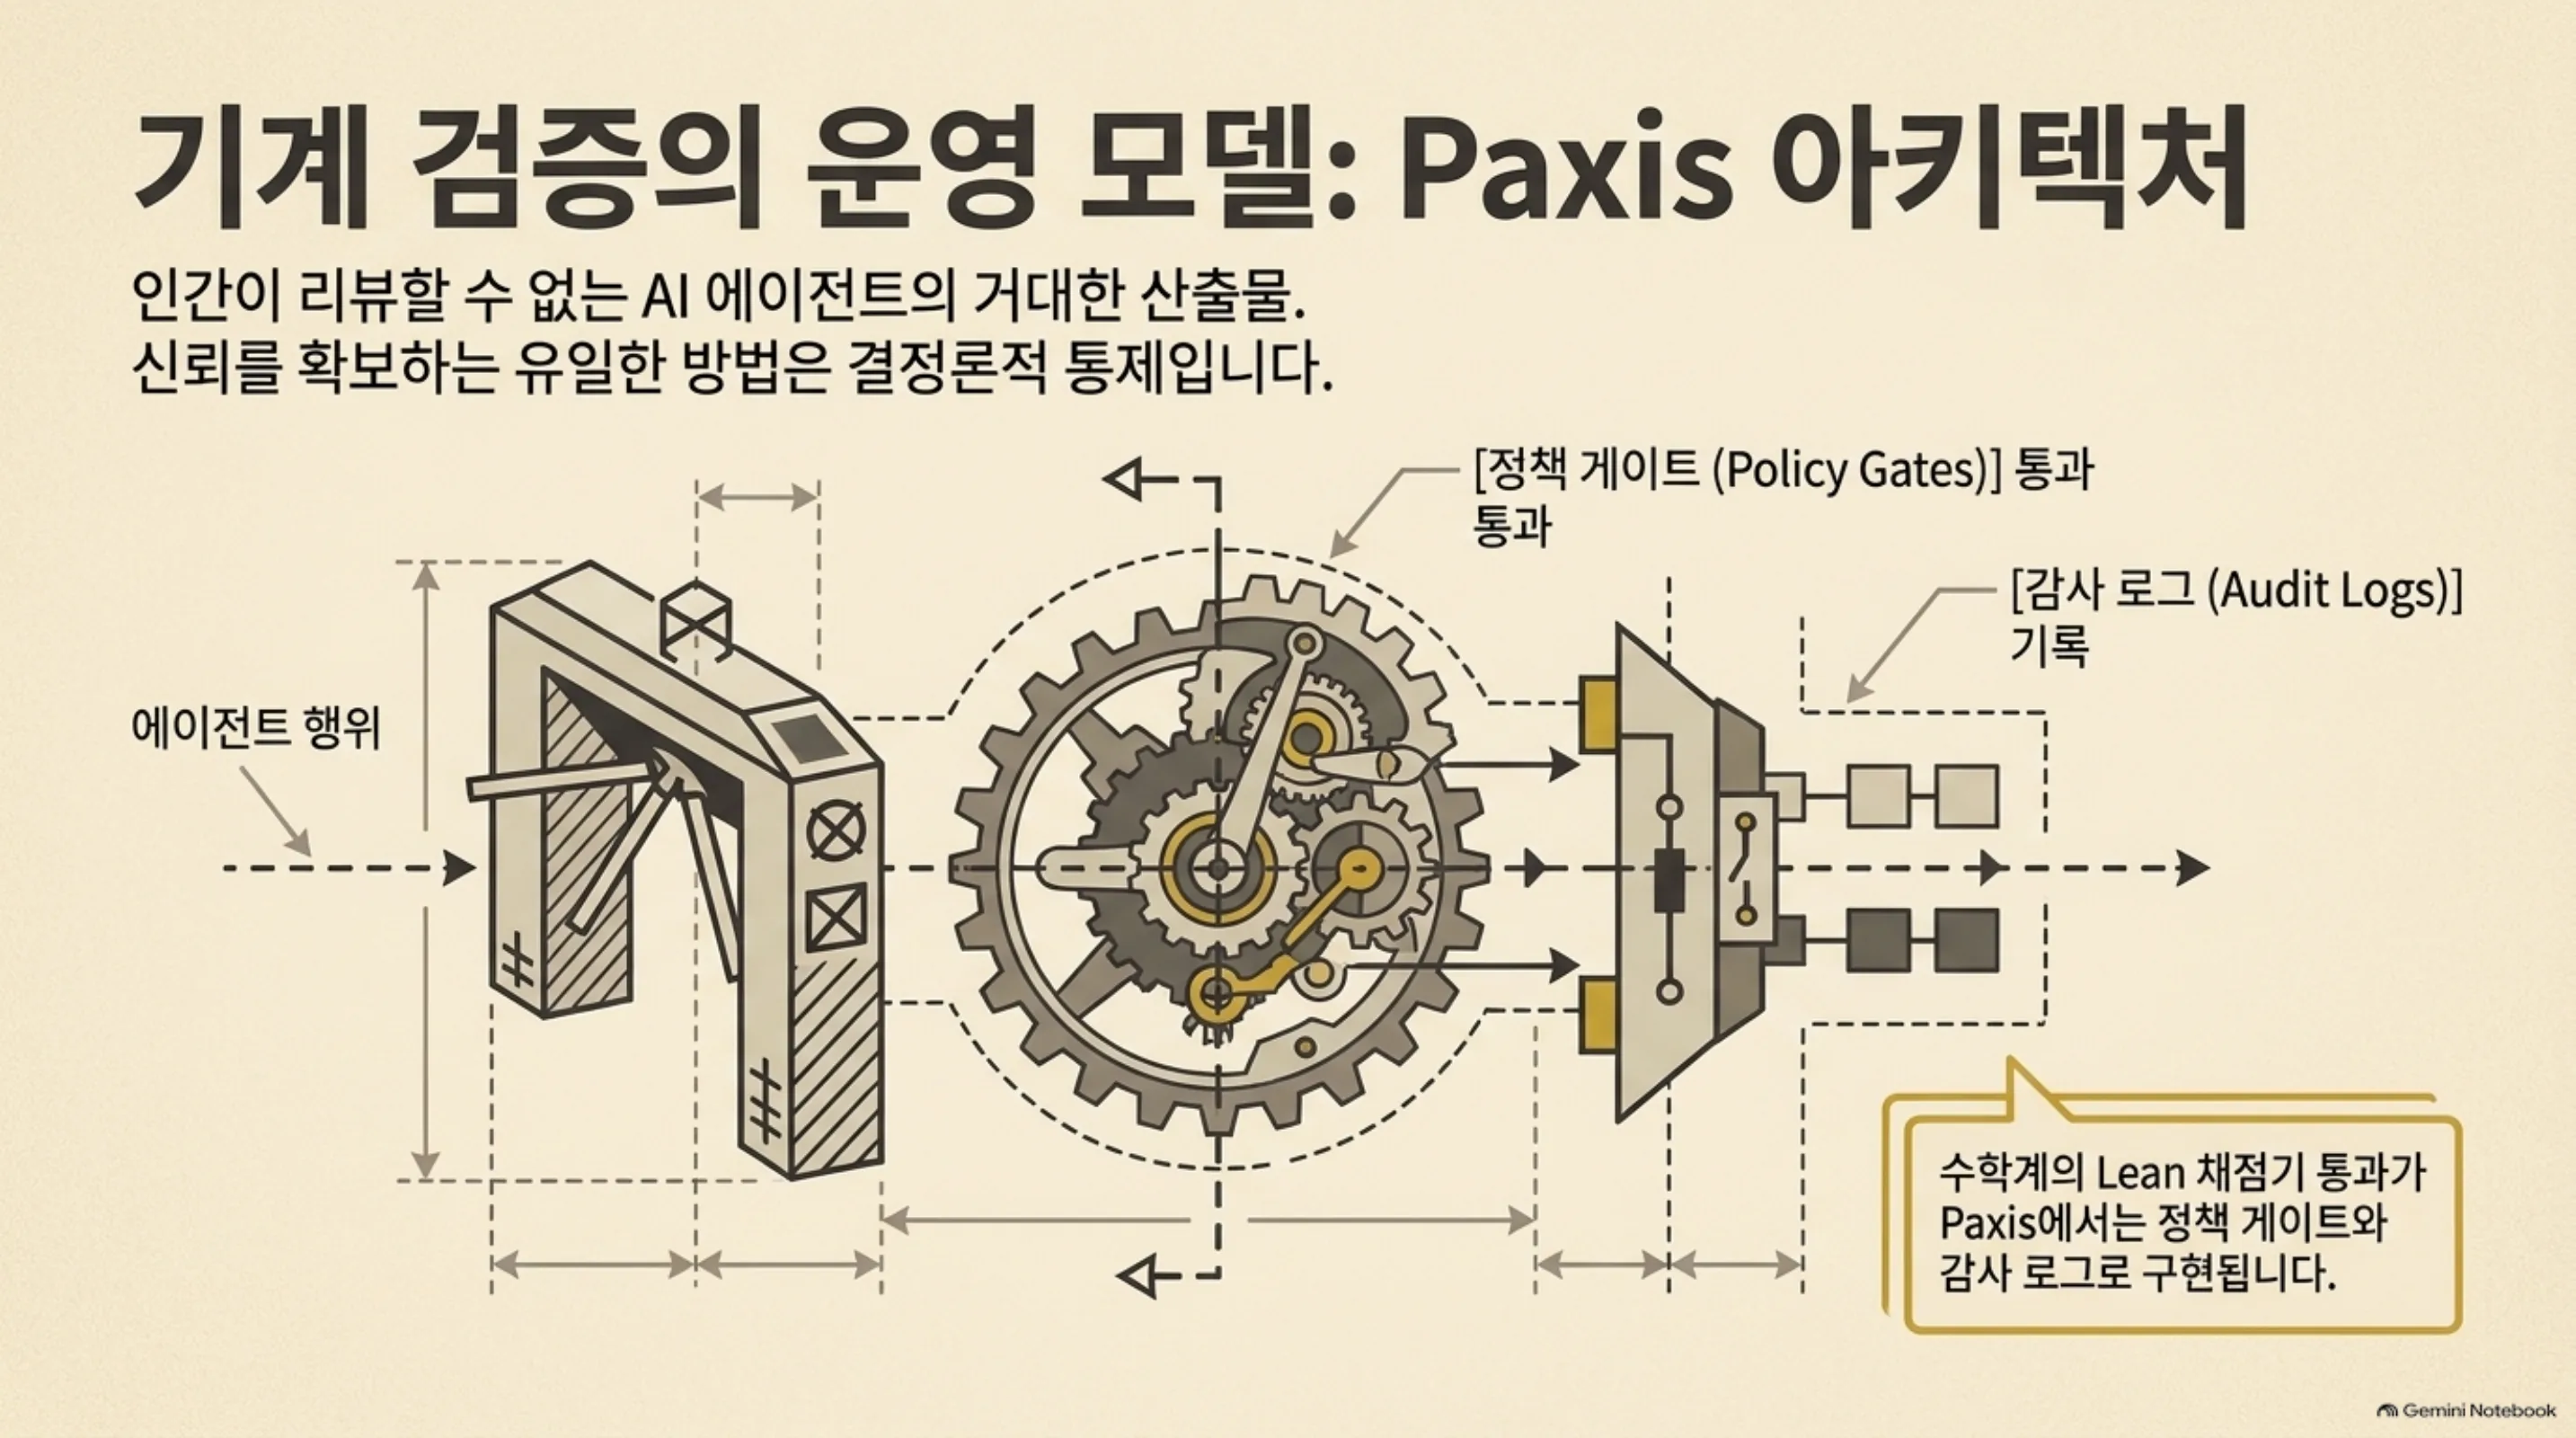 기계 검증의 운영 모델: Paxis 아키텍처
인간이 리뷰할 수 없는 AI 에이전트의 거대한 산출물.
신뢰를 확보하는 유일한 방법은 결정론적 통제입니다.
[정책 게이트 (Policy Gates)] 통과
통과
[감사 로그 (Audit Logs)]
기록
에이전트 행위
수학계의 Lean 채점기 통과가
Paxis에서는 정책 게이트와
감사 로그로 구현됩니다.
Gemini Notebook